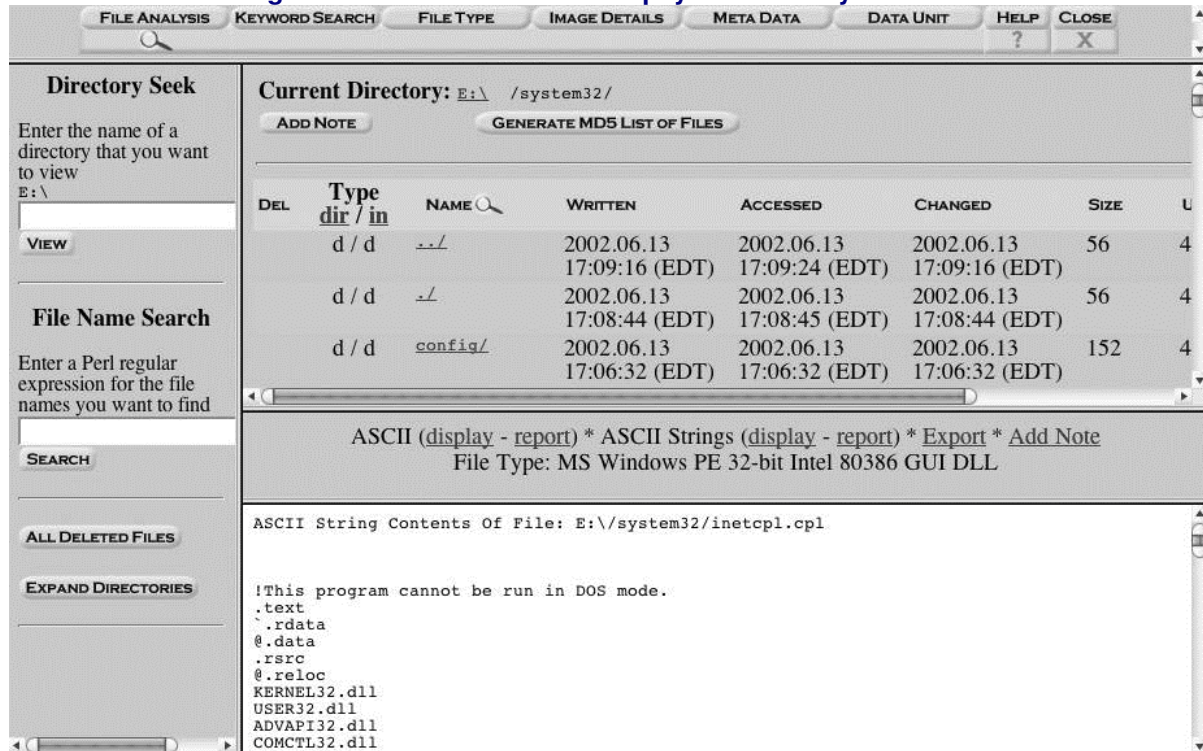 FILE ANALYSIS KEYWORD SEARCH FILE TYPE IMAGE DETAILS META DATA DATA UNIT HELP CLOSE
? X
Directory Seek
Enter the name of a
directory that you want
to view
E:\
VIEW
File Name Search
Enter a Perl regular
expression for the file
names you want to find
SEARCH
ALL DELETED FILES
EXPAND DIRECTORIES
Current Directory: E:\ /system32/
ADD NOTE GENERATE MD5 LIST OF FILES
DEL Type dir / in NAME WRITTEN ACCESSED CHANGED SIZE U
d / d ../ 2002.06.13 17:09:16 (EDT) 2002.06.13 17:09:24 (EDT) 2002.06.13 17:09:16 (EDT) 56 4
d / d ./ 2002.06.13 17:08:44 (EDT) 2002.06.13 17:08:45 (EDT) 2002.06.13 17:08:44 (EDT) 56 4
d / d config/ 2002.06.13 17:06:32 (EDT) 2002.06.13 17:06:32 (EDT) 2002.06.13 17:06:32 (EDT) 152 4
ASCII (display - report) * ASCII Strings (display - report) * Export * Add Note
File Type: MS Windows PE 32-bit Intel 80386 GUI DLL
ASCII String Contents Of File: E:\/system32/inetcpl.cpl
!This program cannot be run in DOS mode.
.text
`.rdata
@.data
.rsrc
@.reloc
KERNEL32.dll
USER32.dll
ADVAPI32.dll
COMCTL32.dll